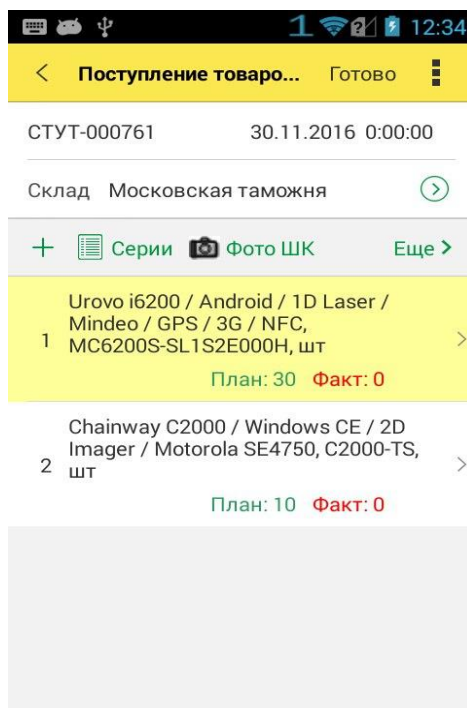 1 12:34
Поступление товаро... Готово
СТУТ-000761 30.11.2016 0:00:00
Склад Московская таможня
+ Серии Фото ШК Еще >
Urovo i6200 / Android / 1D Laser /
Mindeo / GPS / 3G / NFC,
1 MC6200S-SL1S2E000H, шт
План: 30 Факт: 0
Chainway C2000 / Windows CE / 2D
Imager / Motorola SE4750, C2000-TS,
2 шт
План: 10 Факт: 0